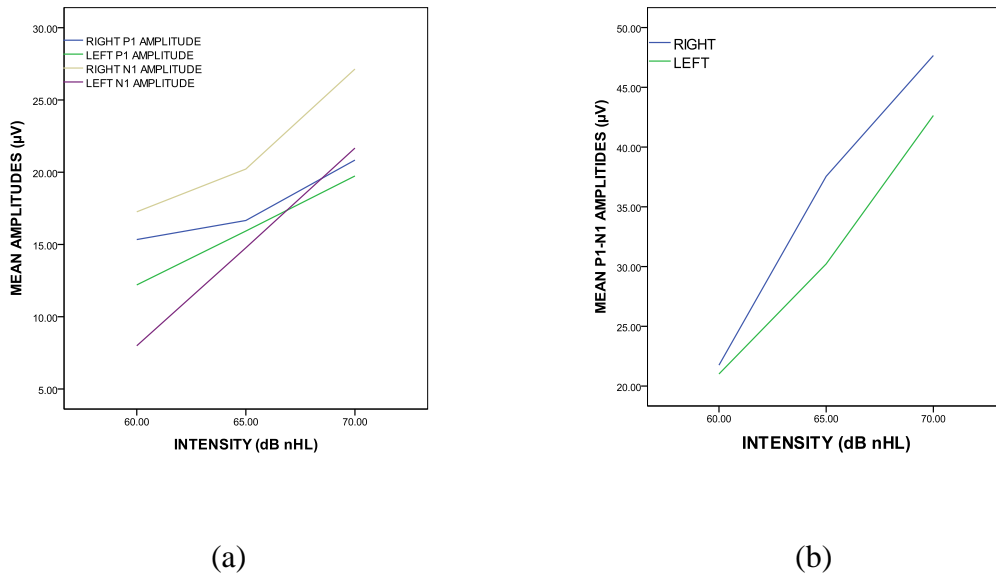 30.00
25.00
20.00
15.00
10.00
5.00
MEAN AMPLITUDES (µV)
RIGHT P1 AMPLITUDE
LEFT P1 AMPLITUDE
RIGHT N1 AMPLITUDE
LEFT N1 AMPLITUDE
60.00 65.00 70.00
INTENSITY (dB nHL)
(a)
50.00
45.00
40.00
35.00
30.00
25.00
20.00
MEAN P1-N1 AMPLITIDES (µV)
RIGHT
LEFT
60.00 65.00 70.00
INTENSITY (dB nHL)
(b)